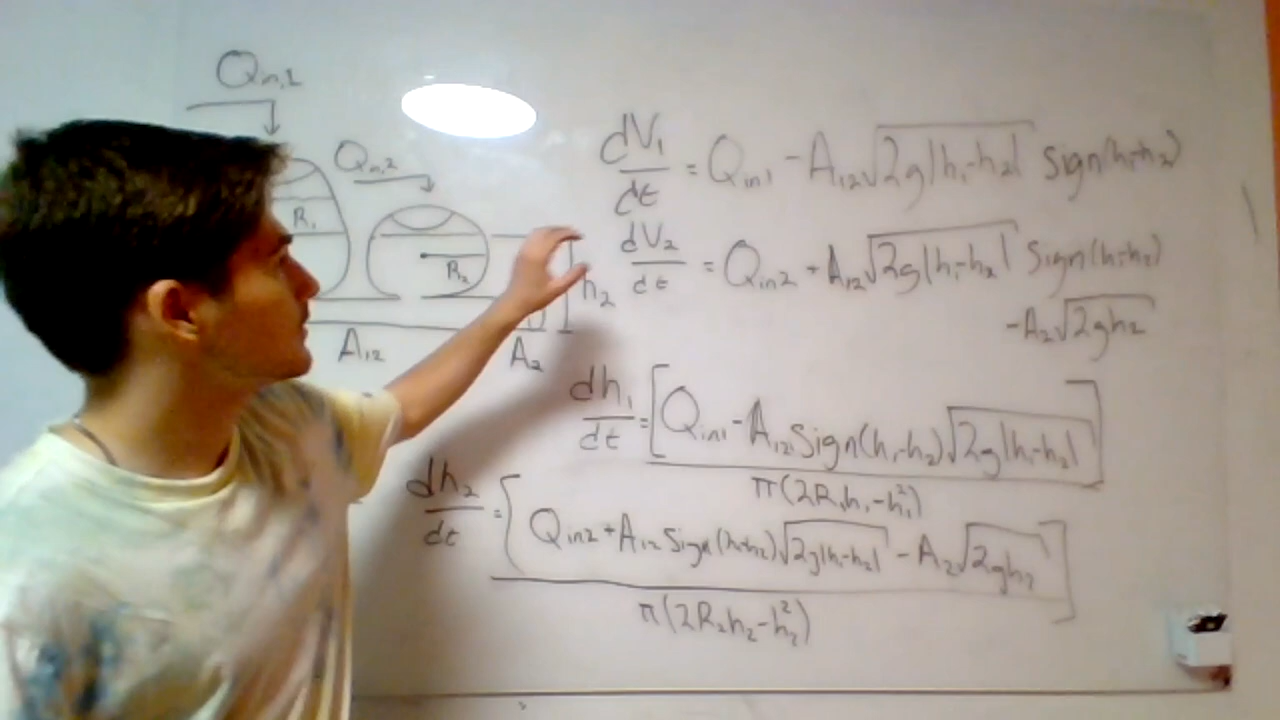 Qin,1
Qin,2
R1
R2
h2
A12
A2
dV1/dt = Qin1 - A12√2g|h1-h2| Sign(h1-h2)
dV2/dt = Qin2 + A12√2g|h1-h2| Sign(h1-h2)
-A2√2gh2
dh1/dt = [Qin1 - A12 Sign(h1-h2)√2g|h1-h2|]
π(2R1h1-h1²)
dh2/dt = [Qin2 + A12 Sign(h1-h2)√2g|h1-h2| - A2√2gh2]
π(2R2h2-h2²)